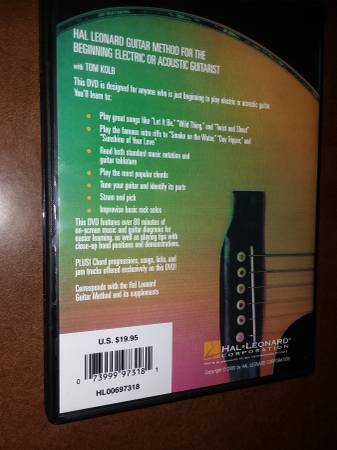 HAL LEONARD GUITAR METHOD FOR THE
BEGINNING ELECTRIC OR ACOUSTIC GUITARIST
with TOM KOLB
This DVD is designed for anyone who is just beginning to play electric or acoustic guitar.
You'll learn to:
• Play great songs like "Let It Be," "Wild Thing," and "Twist and Shout"
• Play the famous intro riffs to "Smoke on the Water," "Day Tripper," and
"Sunshine of Your Love"
• Read both standard music notation and
guitar tablature
• Play the most popular chords
• Tune your guitar and identify its parts
• Strum and pick
• Improvise basic rock solos
This DVD features over 80 minutes of
on-screen music and guitar diagrams for
easier learning, as well as playing tips with
close-up hand positions and demonstrations.
PLUS! Chord progressions, songs, licks, and
jam tracks offered exclusively on this DVD!
Corresponds with the Hal Leonard
Guitar Method and its supplements
U.S. $19.95
0 73999 97318 1
HL00697318
HAL•LEONARD
CORPORATION
by HAL LEONARD CORPORATION